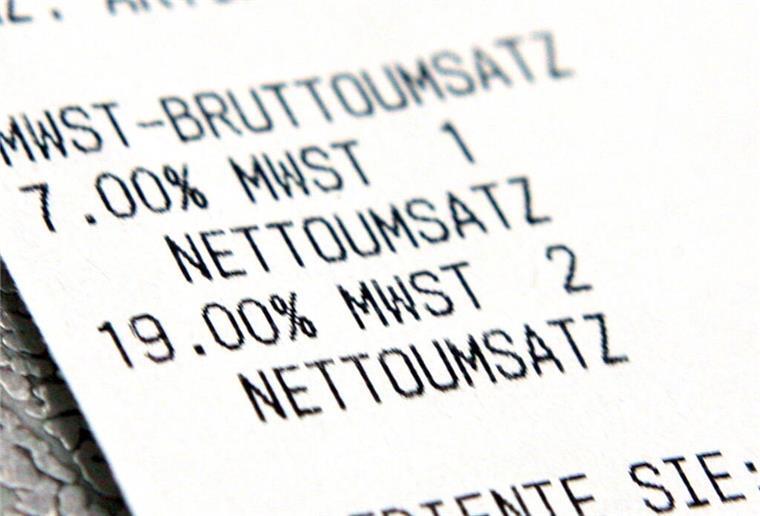 MWST-BRUTTOUMSATZ
7.00% MWST 1
NETTOUMSATZ
19.00% MWST 2
NETTOUMSATZ
SIE: